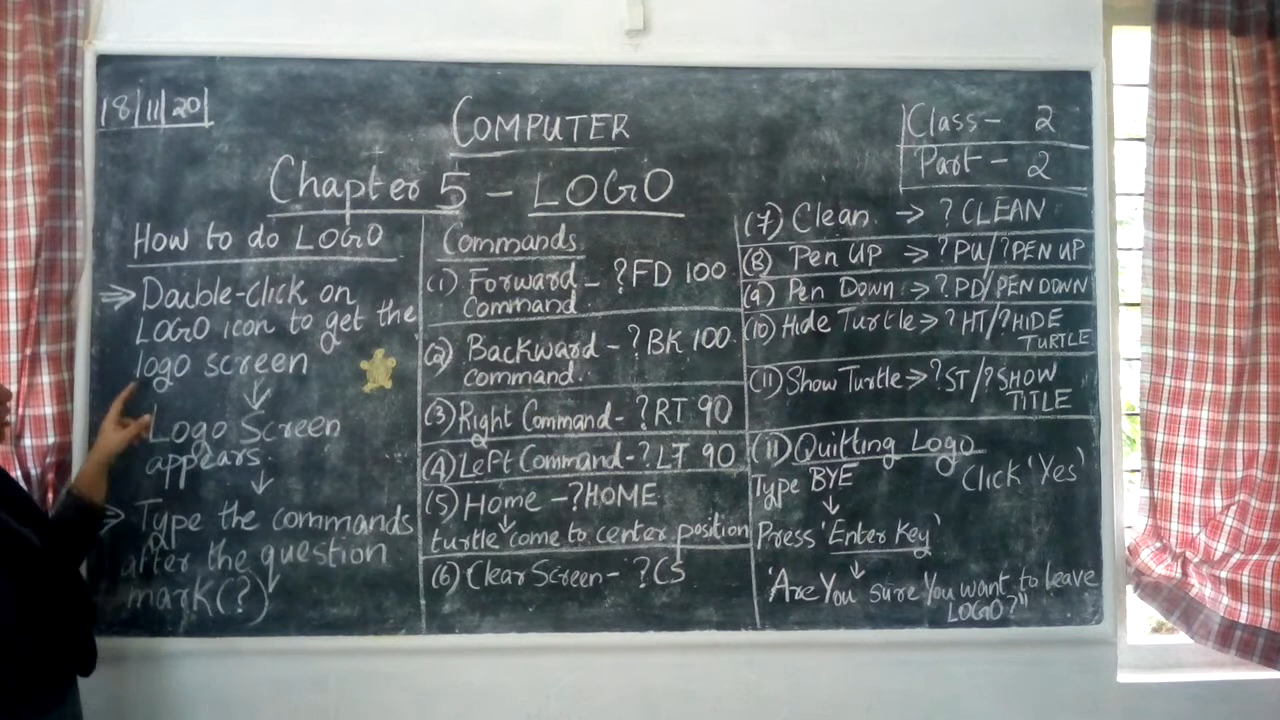 18/11/20
COMPUTER
Class - 2
Part - 2
Chapter 5 - LOGO
How to do LOGO
⇒ Double-click on
LOGO icon to get the
logo screen
↓
Logo Screen
appears.
↓
⇒ Type the commands
after the question
mark(?)
Commands
(1) Forward - ?FD 100
Command.
(2) Backward - ?BK 100
command.
(3) Right Command - ?RT 90
(4) Left Command - ?LT 90
(5) Home - ?HOME
↓
turtle come to center position
(6) Clear Screen - ?CS
(7) Clean. → ? CLEAN
(8) Pen UP → ?PU/?PEN UP
(9) Pen Down → ?PD/PEN DOWN
(10) Hide Turtle → ?HT/?HIDE
TURTLE
(11) Show Turtle → ?ST/?SHOW
TITLE
(11) Quitting Logo
Type BYE
↓
Press 'Enter Key'
↓
'Are You sure You want to leave
LOGO?"
Click 'Yes'